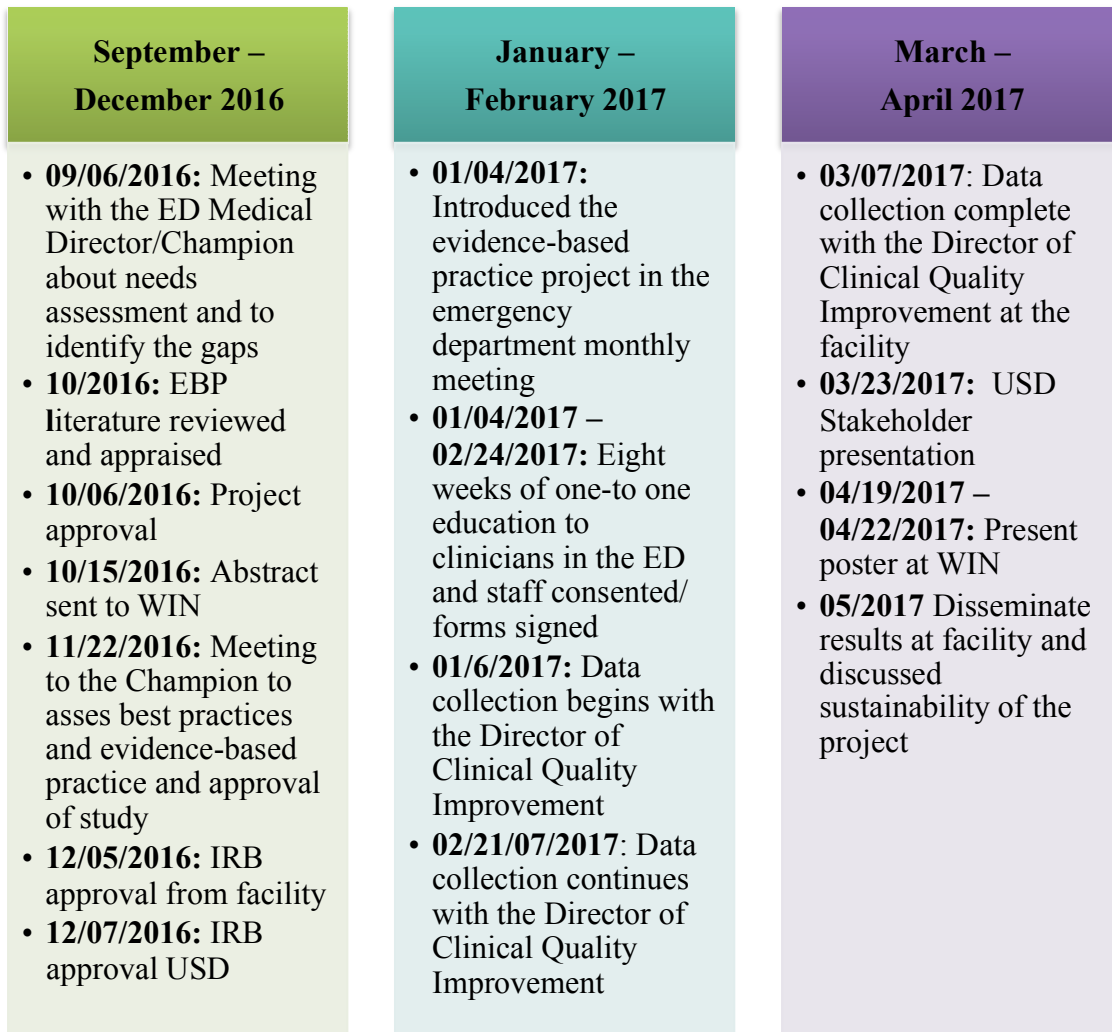 September –
December 2016
• 09/06/2016: Meeting
with the ED Medical
Director/Champion
about needs
assessment and to
identify the gaps
• 10/2016: EBP
literature reviewed
and appraised
• 10/06/2016: Project
approval
• 10/15/2016: Abstract
sent to WIN
• 11/22/2016: Meeting
to the Champion to
asses best practices
and evidence-based
practice and approval
of study
• 12/05/2016: IRB
approval from facility
• 12/07/2016: IRB
approval USD
January –
February 2017
• 01/04/2017:
Introduced the
evidence-based
practice project in the
emergency
department monthly
meeting
• 01/04/2017 –
02/24/2017: Eight
weeks of one-to one
education to
clinicians in the ED
and staff consented/
forms signed
• 01/6/2017: Data
collection begins with
the Director of
Clinical Quality
Improvement
• 02/21/07/2017: Data
collection continues
with the Director of
Clinical Quality
Improvement
March –
April 2017
• 03/07/2017: Data
collection complete
with the Director of
Clinical Quality
Improvement at the
facility
• 03/23/2017: USD
Stakeholder
presentation
• 04/19/2017 –
04/22/2017: Present
poster at WIN
• 05/2017 Disseminate
results at facility and
discussed
sustainability of the
project